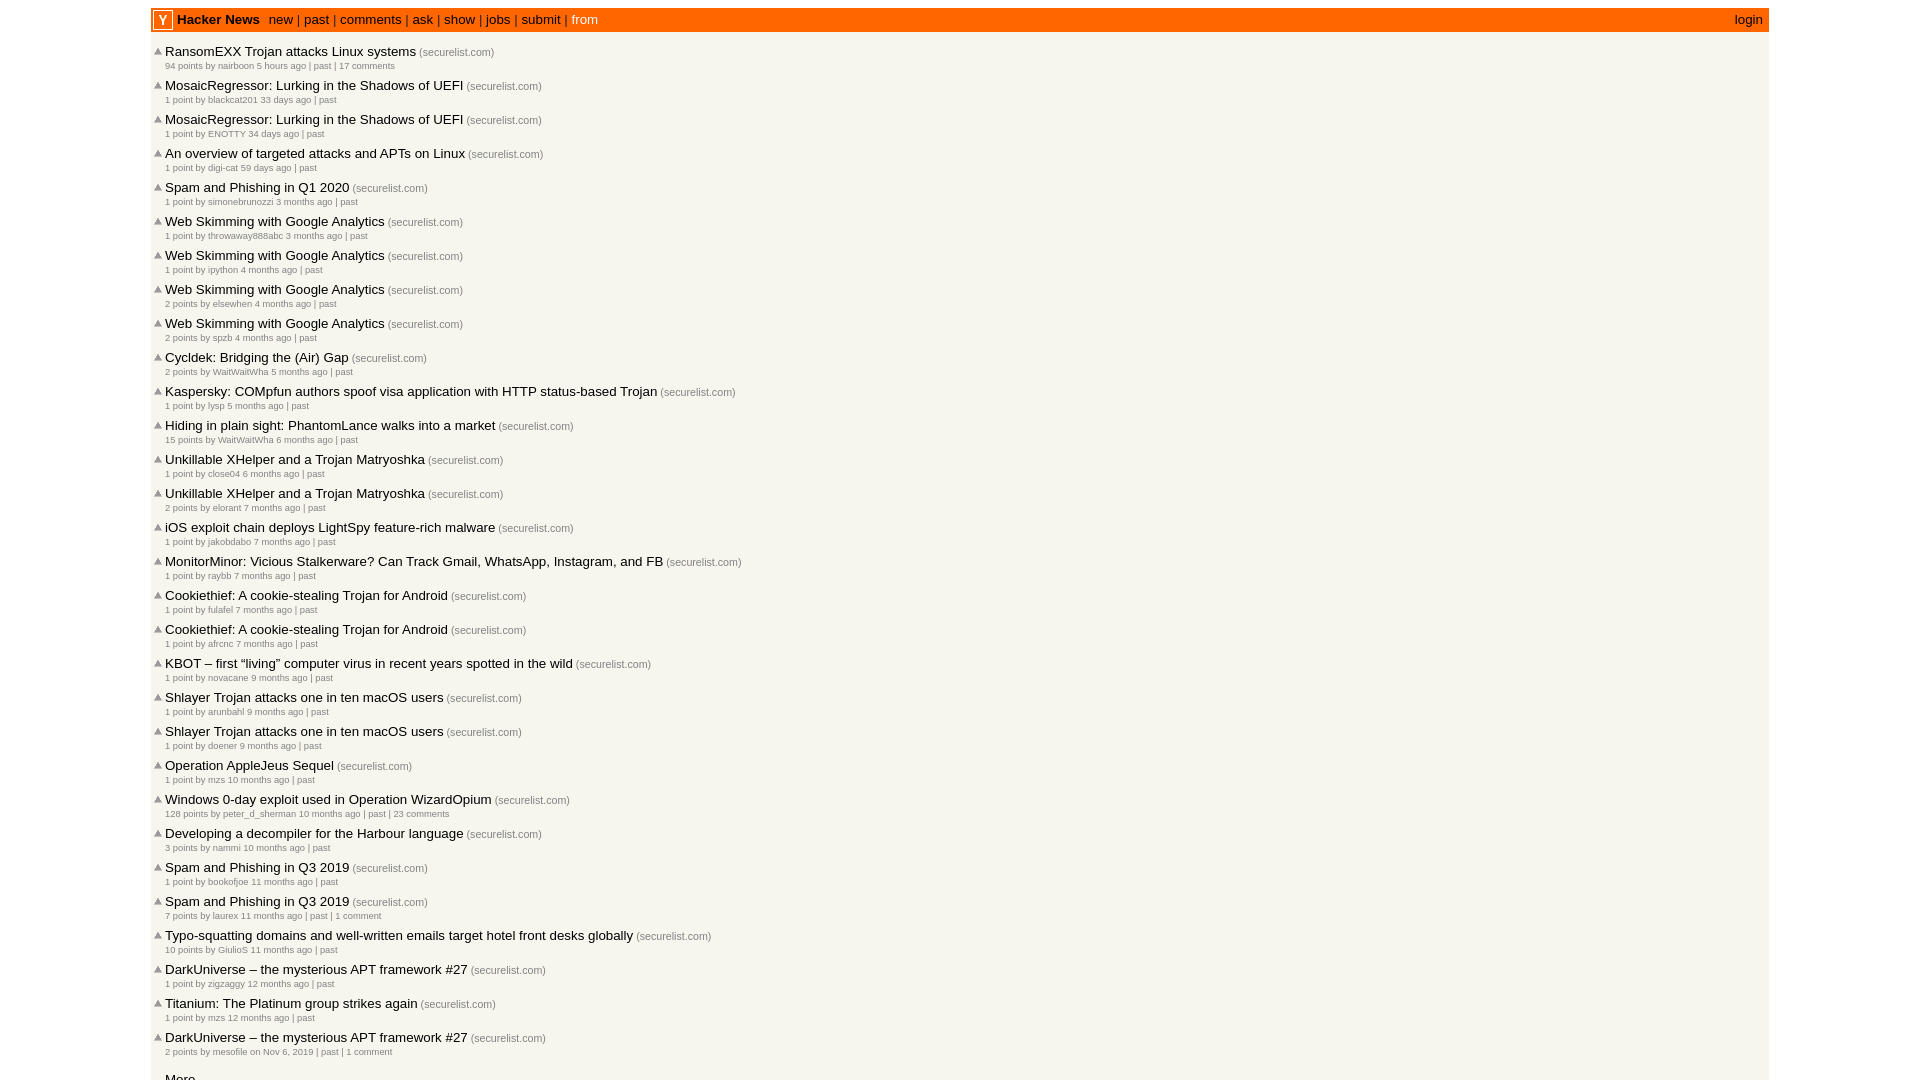 Y Hacker News new | past | comments | ask | show | jobs | submit | from login
RansomEXX Trojan attacks Linux systems (securelist.com)
94 points by nairboon 5 hours ago | past | 17 comments
MosaicRegressor: Lurking in the Shadows of UEFI (securelist.com)
1 point by blackcat201 33 days ago | past
MosaicRegressor: Lurking in the Shadows of UEFI (securelist.com)
1 point by ENOTTY 34 days ago | past
An overview of targeted attacks and APTs on Linux (securelist.com)
1 point by digi-cat 59 days ago | past
Spam and Phishing in Q1 2020 (securelist.com)
1 point by simonebrunozzi 3 months ago | past
Web Skimming with Google Analytics (securelist.com)
1 point by throwaway888abc 3 months ago | past
Web Skimming with Google Analytics (securelist.com)
1 point by ipython 4 months ago | past
Web Skimming with Google Analytics (securelist.com)
2 points by elsewhen 4 months ago | past
Web Skimming with Google Analytics (securelist.com)
2 points by spzb 4 months ago | past
Cycldek: Bridging the (Air) Gap (securelist.com)
2 points by WaitWaitWha 5 months ago | past
Kaspersky: COMpfun authors spoof visa application with HTTP status-based Trojan (securelist.com)
1 point by lysp 5 months ago | past
Hiding in plain sight: PhantomLance walks into a market (securelist.com)
15 points by WaitWaitWha 6 months ago | past
Unkillable XHelper and a Trojan Matryoshka (securelist.com)
1 point by close04 6 months ago | past
Unkillable XHelper and a Trojan Matryoshka (securelist.com)
2 points by elorant 7 months ago | past
iOS exploit chain deploys LightSpy feature-rich malware (securelist.com)
1 point by jakobdabo 7 months ago | past
MonitorMinor: Vicious Stalkerware? Can Track Gmail, WhatsApp, Instagram, and FB (securelist.com)
1 point by raybb 7 months ago | past
Cookiethief: A cookie-stealing Trojan for Android (securelist.com)
1 point by fulafel 7 months ago | past
Cookiethief: A cookie-stealing Trojan for Android (securelist.com)
1 point by afrcnc 7 months ago | past
KBOT – first “living” computer virus in recent years spotted in the wild (securelist.com)
1 point by novacane 9 months ago | past
Shlayer Trojan attacks one in ten macOS users (securelist.com)
1 point by arunbahl 9 months ago | past
Shlayer Trojan attacks one in ten macOS users (securelist.com)
1 point by doener 9 months ago | past
Operation AppleJeus Sequel (securelist.com)
1 point by mzs 10 months ago | past
Windows 0-day exploit used in Operation WizardOpium (securelist.com)
128 points by peter_d_sherman 10 months ago | past | 23 comments
Developing a decompiler for the Harbour language (securelist.com)
3 points by nammi 10 months ago | past
Spam and Phishing in Q3 2019 (securelist.com)
1 point by bookofjoe 11 months ago | past
Spam and Phishing in Q3 2019 (securelist.com)
7 points by laurex 11 months ago | past | 1 comment
Typo-squatting domains and well-written emails target hotel front desks globally (securelist.com)
10 points by GiulioS 11 months ago | past
DarkUniverse – the mysterious APT framework #27 (securelist.com)
1 point by zigzaggy 12 months ago | past
Titanium: The Platinum group strikes again (securelist.com)
1 point by mzs 12 months ago | past
DarkUniverse – the mysterious APT framework #27 (securelist.com)
2 points by mesofile on Nov 6, 2019 | past | 1 comment
More